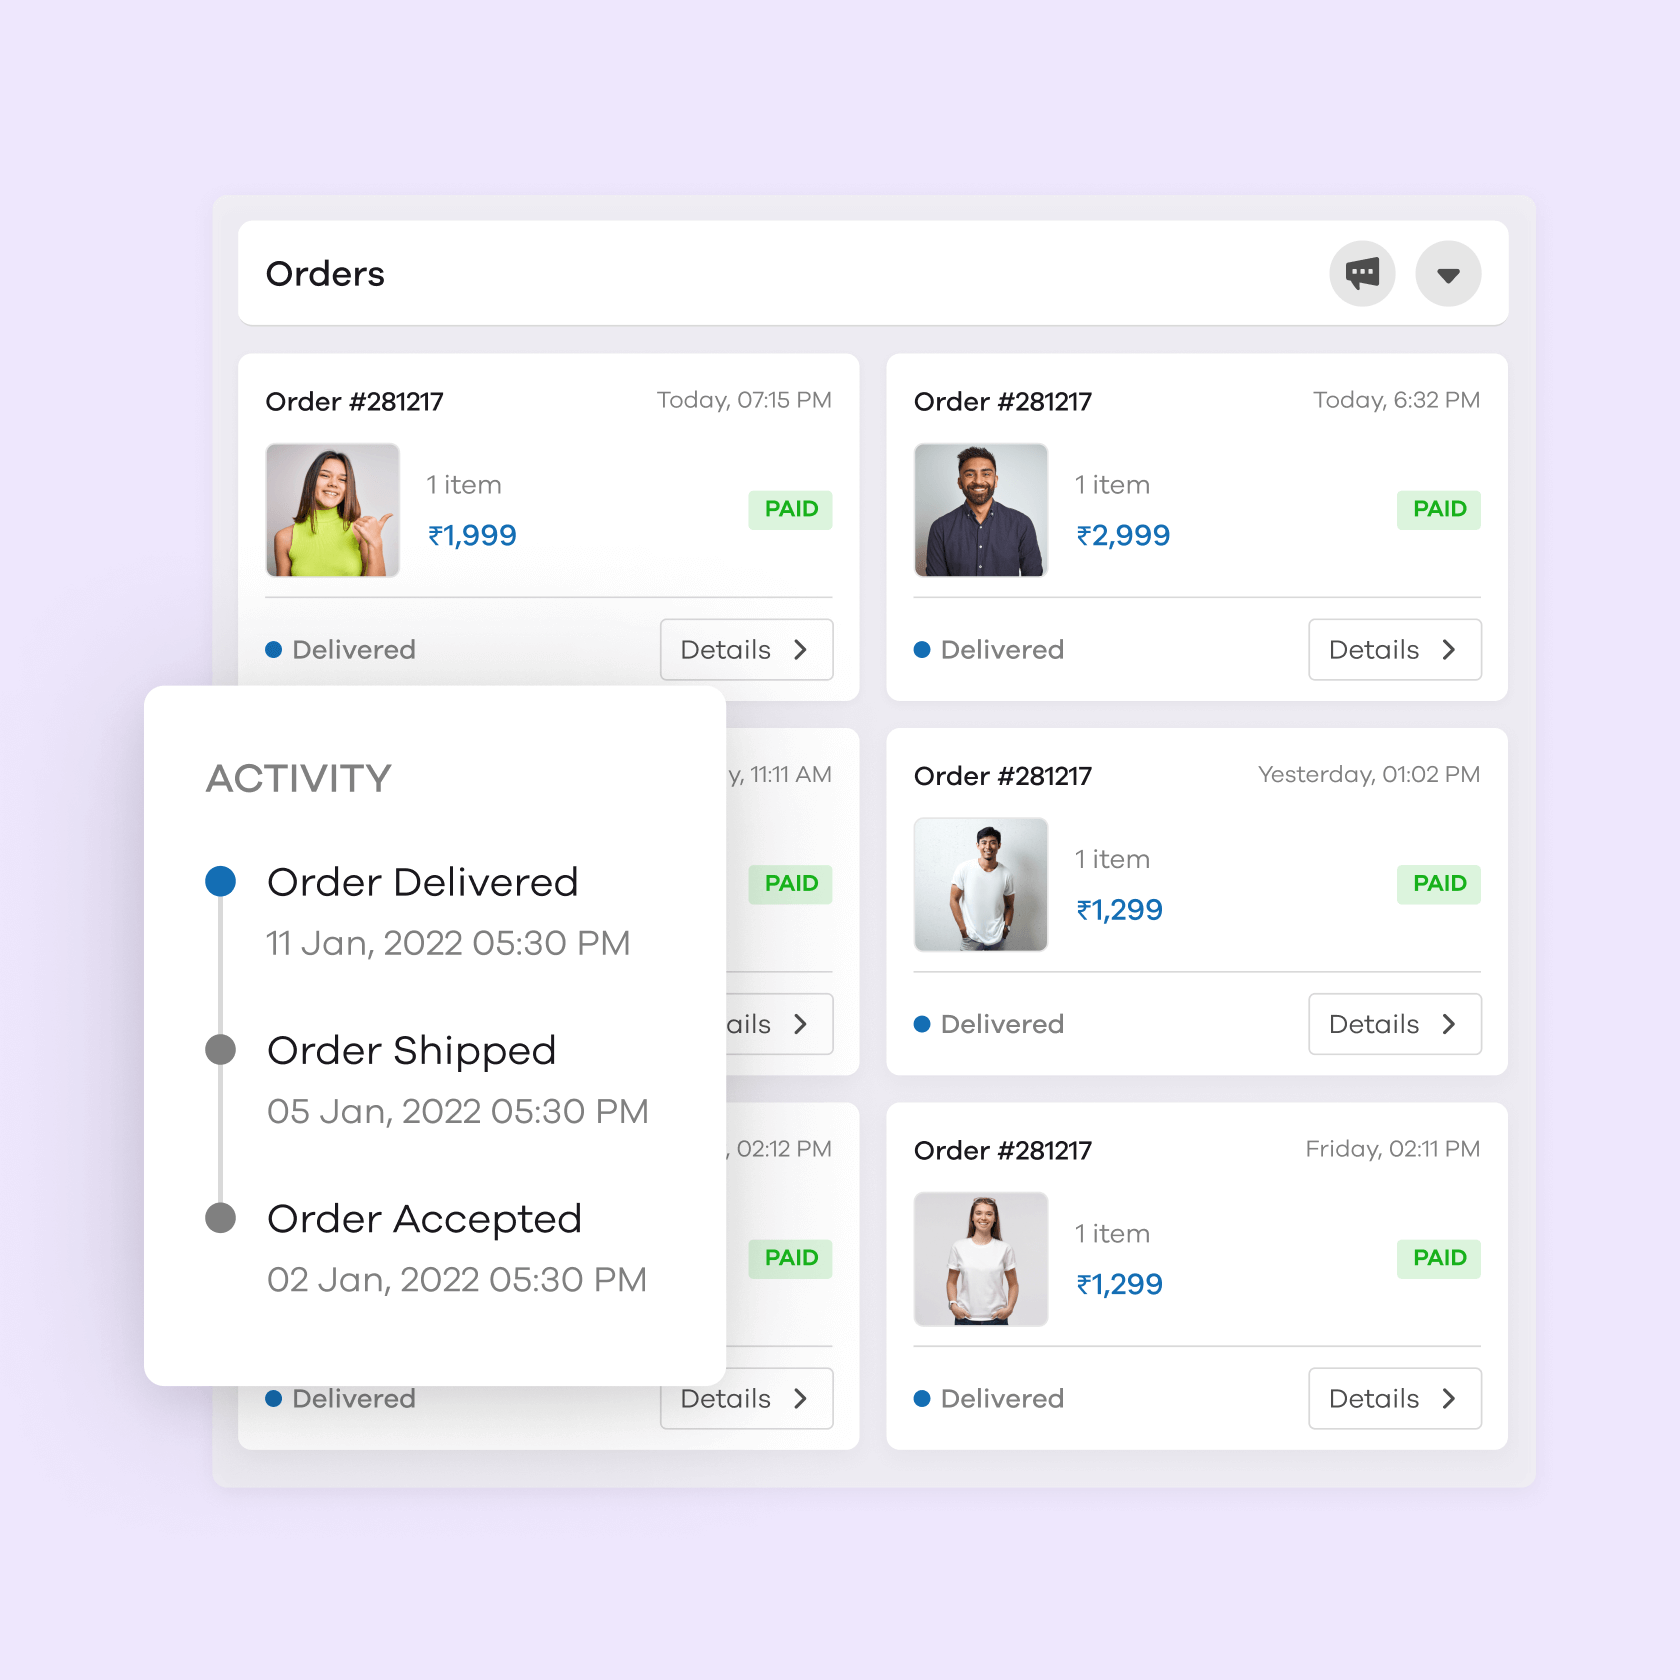 Orders
Order #281217
Today, 07:15 PM
1 item
₹1,999
PAID
Delivered
Details
Order #281217
Today, 6:32 PM
1 item
₹2,999
PAID
Delivered
Details
11:11 AM
PAID
Order #281217
Yesterday, 01:02 PM
1 item
₹1,299
PAID
Delivered
Details
02:12 PM
PAID
Delivered
Details
Order #281217
Friday, 02:11 PM
1 item
₹1,299
PAID
Delivered
Details
ACTIVITY
Order Delivered
11 Jan, 2022 05:30 PM
Order Shipped
05 Jan, 2022 05:30 PM
Order Accepted
02 Jan, 2022 05:30 PM